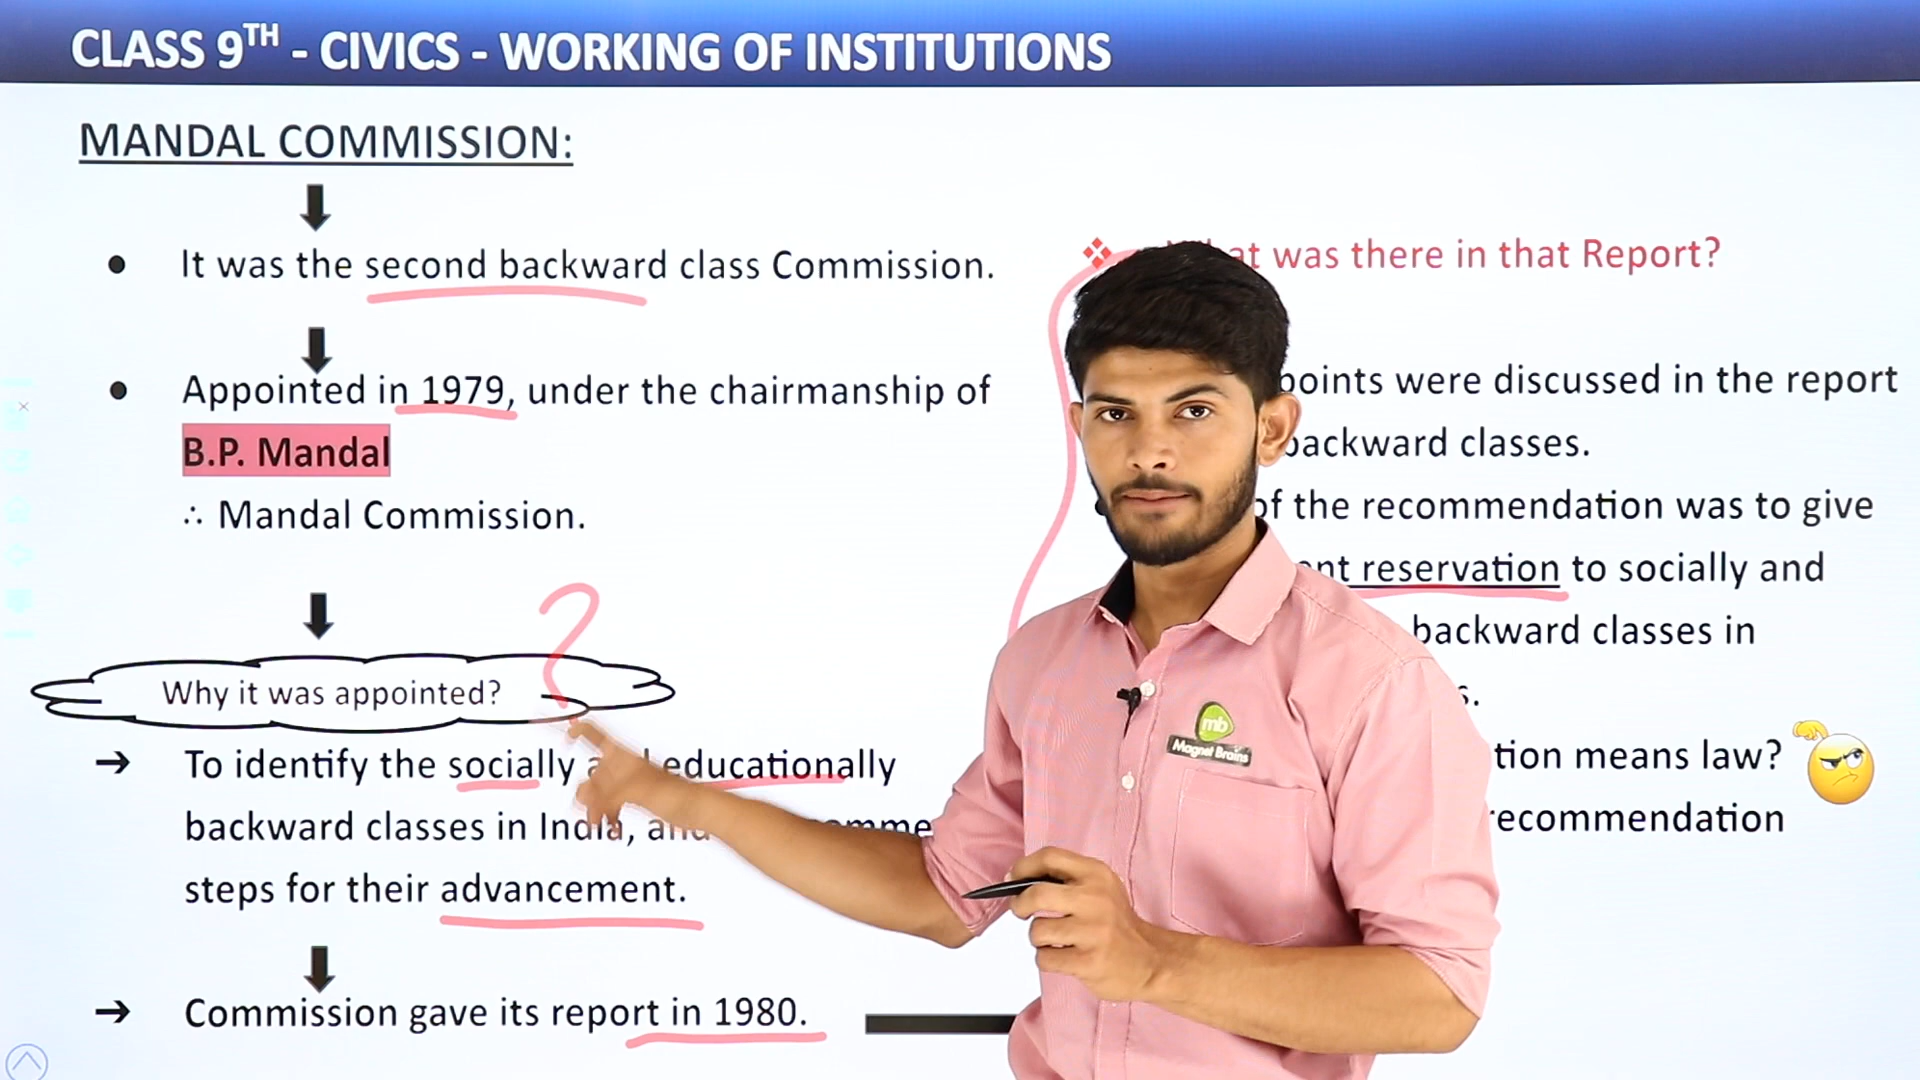 CLASS 9TH - CIVICS - WORKING OF INSTITUTIONS
MANDAL COMMISSION:
● It was the second backward class Commission.
● Appointed in 1979, under the chairmanship of
B.P. Mandal
∴ Mandal Commission.
Why it was appointed?
?
➔ To identify the socially educationally
backward classes in India,
steps for their advancement.
➔ Commission gave its report in 1980.
❖ was there in that Report?
points were discussed in the report
backward classes.
of the recommendation was to give
reservation to socially and
backward classes in
means law?
recommendation
mb
Magnet Brains